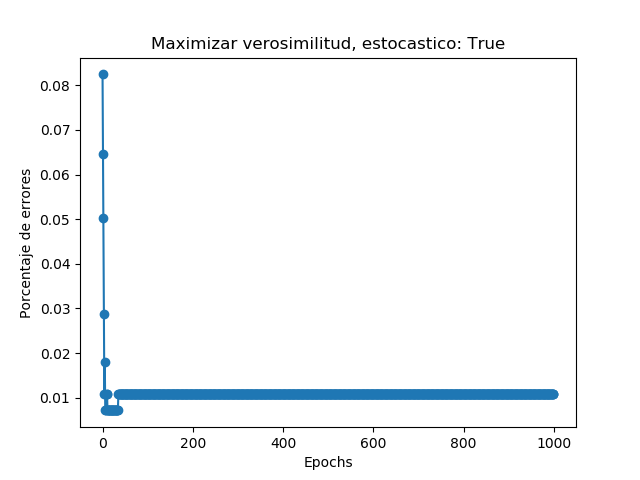 Maximizar verosimilitud, estocastico: True
0.08
0.07
0.06
0.05
0.04
0.03
0.02
0.01
Porcentaje de errores
0 200 400 600 800 1000
Epochs